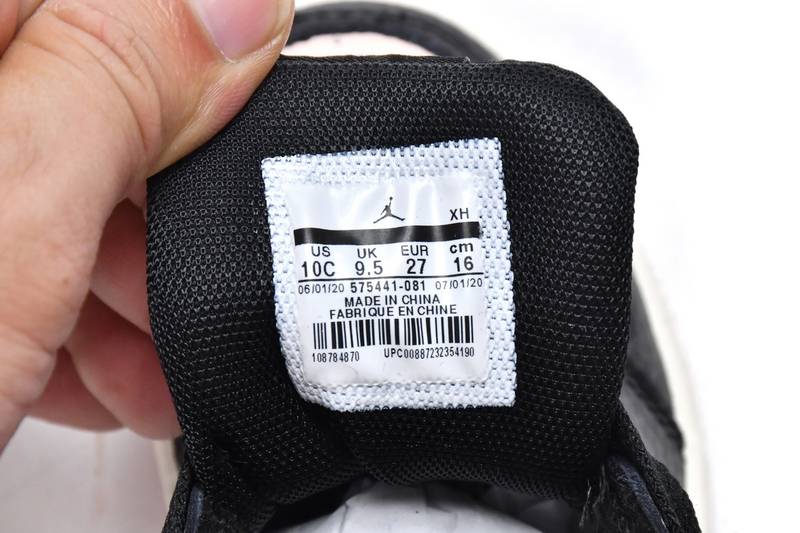 XH
US UK EUR cm
10C 9.5 27 16
06/01/20 575441-081 07/01/20
MADE IN CHINA
FABRIQUE EN CHINE
108784870 UPC00887232354190